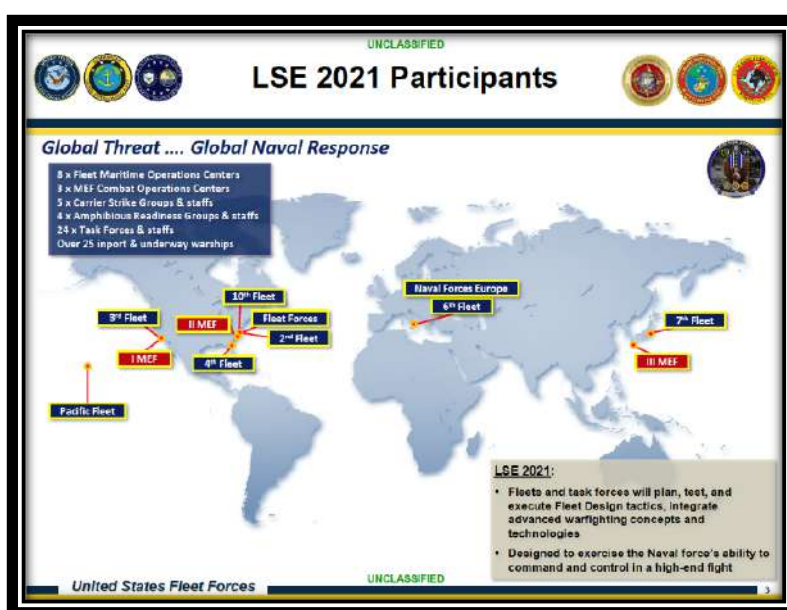 UNCLASSIFIED
LSE 2021 Participants
Global Threat .... Global Naval Response
8 x Fleet Maritime Operations Centers
3 x MEF Combat Operations Centers
5 x Carrier Strike Groups & staffs
4 x Amphibious Readiness Groups & staffs
24 x Task Forces & staffs
Over 25 inport & underway warships
10th Fleet
Naval Forces Europe
6th Fleet
3rd Fleet
II MEF
Fleet Forces
7th Fleet
2nd Fleet
I MEF
4th Fleet
III MEF
Pacific Fleet
LSE 2021:
• Fleets and task forces will plan, test, and
execute Fleet Design tactics, integrate
advanced warfighting concepts and
technologies
• Designed to exercise the Naval force's ability to
command and control in a high-end fight
United States Fleet Forces
UNCLASSIFIED
3